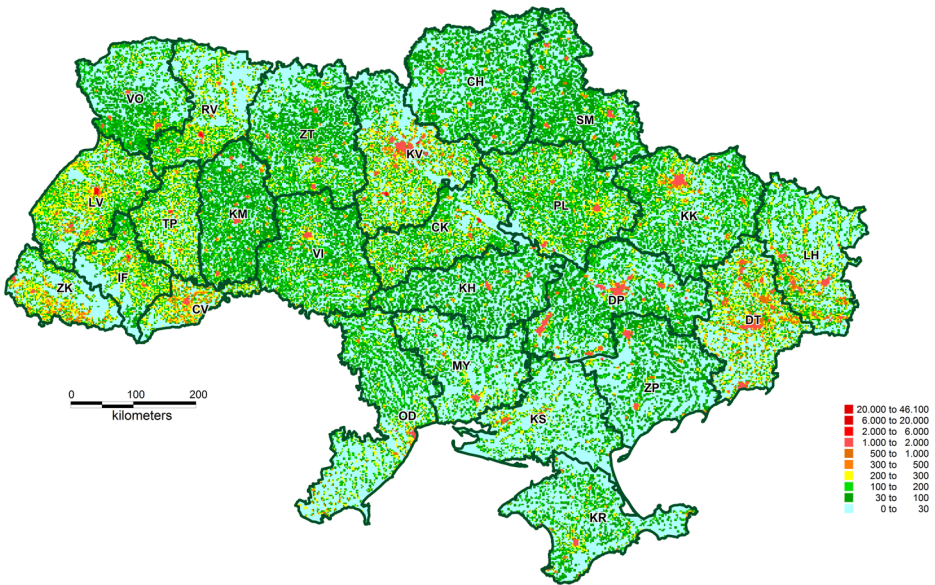 CH
VO
RV
SM
ZT
KV
LV
PL
KM
KK
TP
CK
VI
LH
IF
ZK
KH
DP
CV
DT
MY
ZP
0 100 200
kilometers
OD
KS
20.000 to 46.100
6.000 to 20.000
2.000 to 6.000
1.000 to 2.000
500 to 1.000
300 to 500
200 to 300
100 to 200
30 to 100
0 to 30
KR